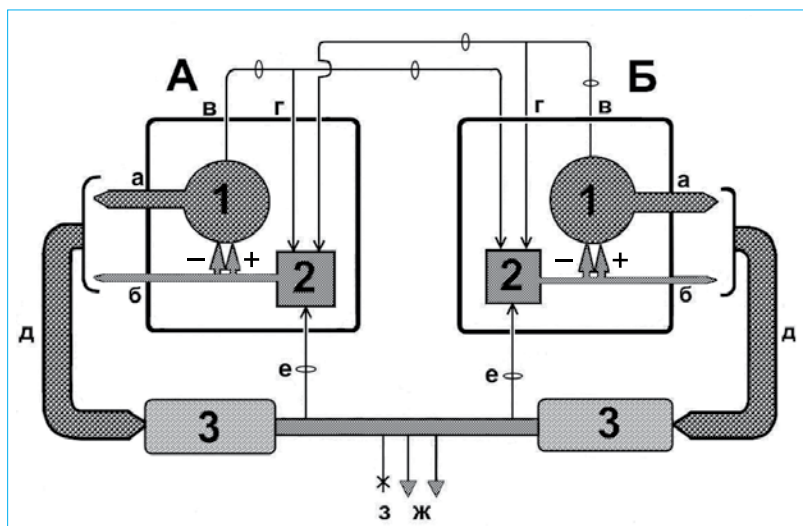 А Б
в г г в
а 1 1 а
– + – +
2 2
б б
д е е д
3 3
з ж